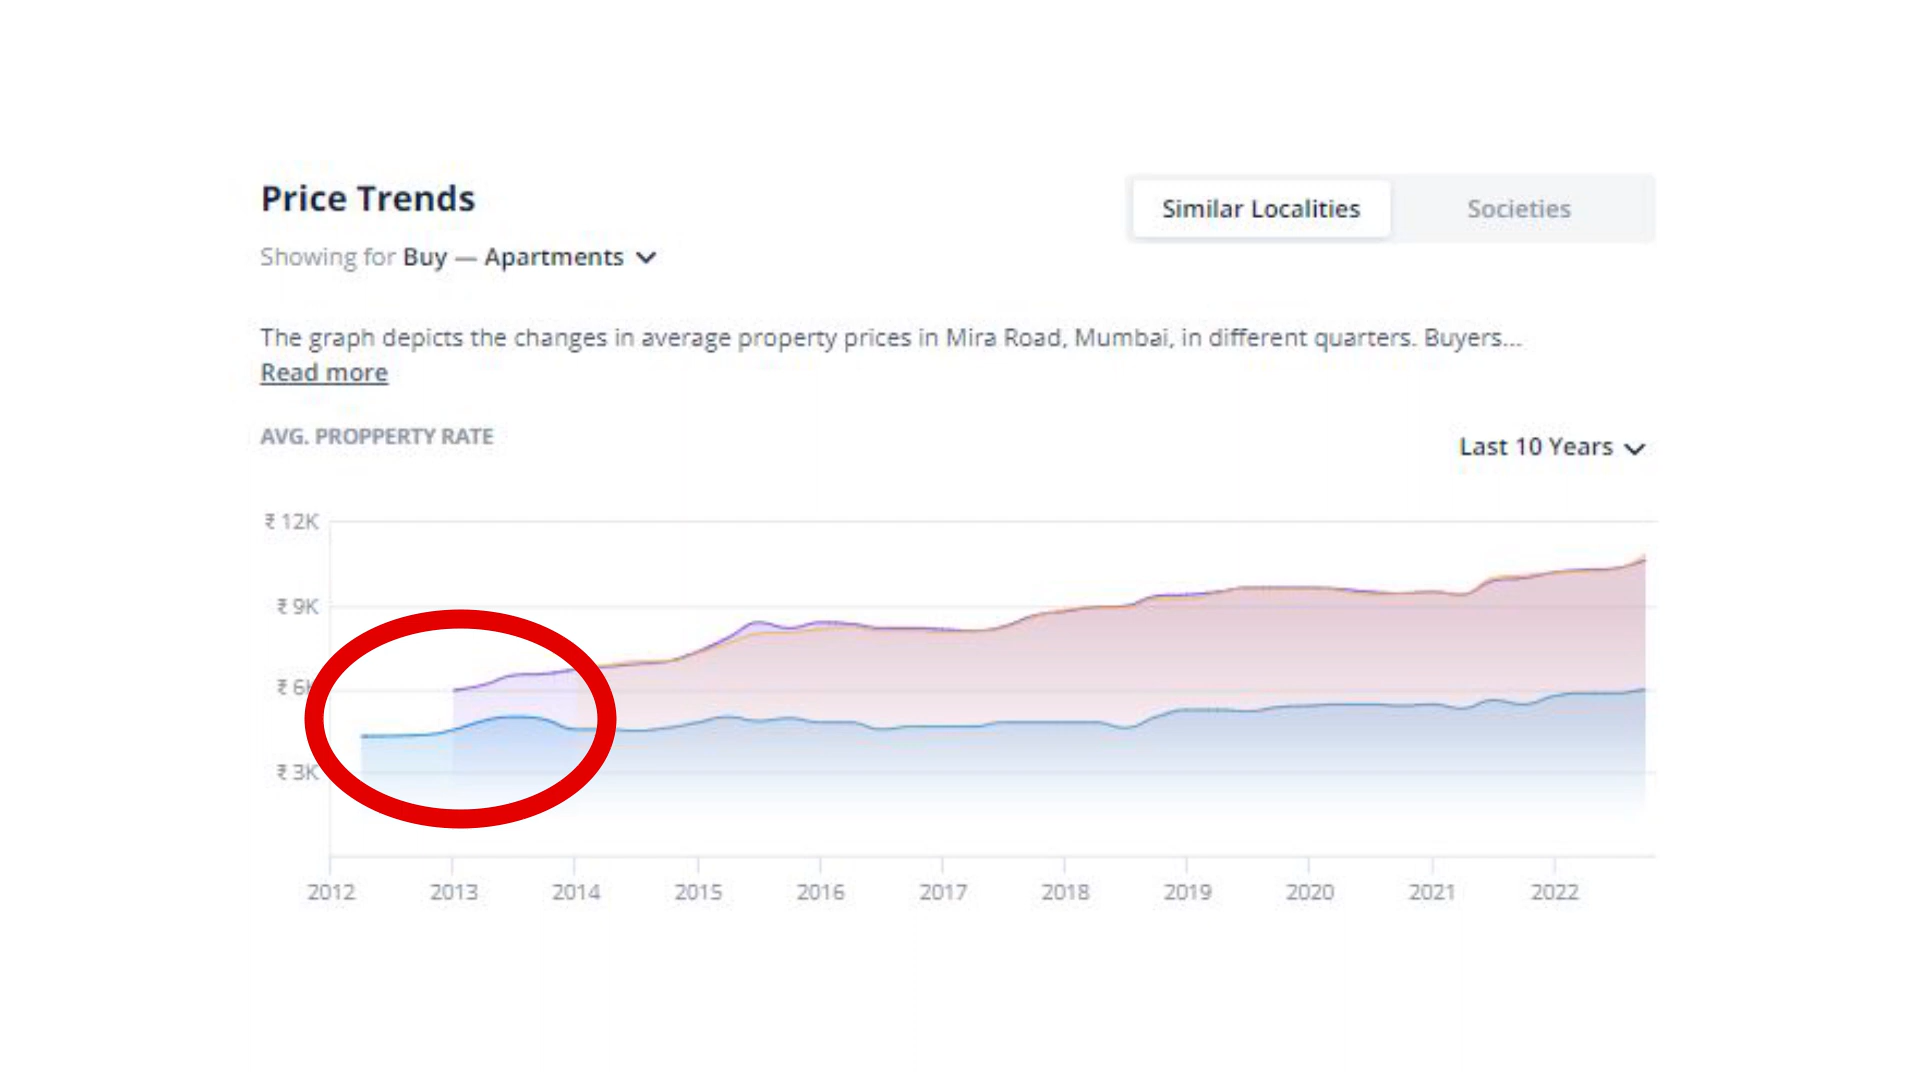 Price Trends
Similar Localities
Societies
Showing for Buy — Apartments
The graph depicts the changes in average property prices in Mira Road, Mumbai, in different quarters. Buyers...
Read more
AVG. PROPPERTY RATE
Last 10 Years
₹ 12K
₹ 9K
₹ 6K
₹ 3K
2012 2013 2014 2015 2016 2017 2018 2019 2020 2021 2022